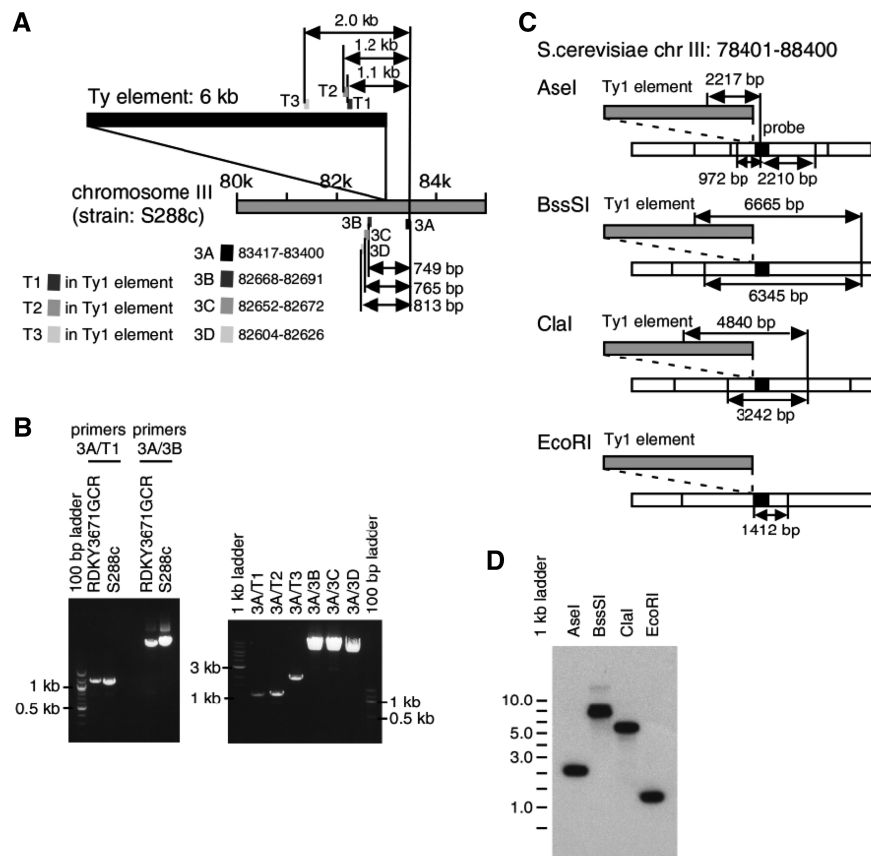 A
2.0 kb
1.2 kb
1.1 kb
Ty element: 6 kb
T3
T2
T1
80k
82k
84k
chromosome III
(strain: S288c)
3B
3C
3D
3A
3A 83417-83400
3B 82668-82691
3C 82652-82672
3D 82604-82626
T1 in Ty1 element
T2 in Ty1 element
T3 in Ty1 element
749 bp
765 bp
813 bp
B
primers
3A/T1
primers
3A/3B
100 bp ladder
RDKY3671GCR
S288c
RDKY3671GCR
S288c
1 kb
0.5 kb
1 kb ladder
3A/T1
3A/T2
3A/T3
3A/3B
3A/3C
3A/3D
100 bp ladder
3 kb
1 kb
1 kb
0.5 kb
C
S.cerevisiae chr III: 78401-88400
AseI
Ty1 element
2217 bp
probe
972 bp
2210 bp
BssSI
Ty1 element
6665 bp
6345 bp
ClaI
Ty1 element
4840 bp
3242 bp
EcoRI
Ty1 element
1412 bp
D
1 kb ladder
AseI
BssSI
ClaI
EcoRI
10.0
5.0
3.0
1.0